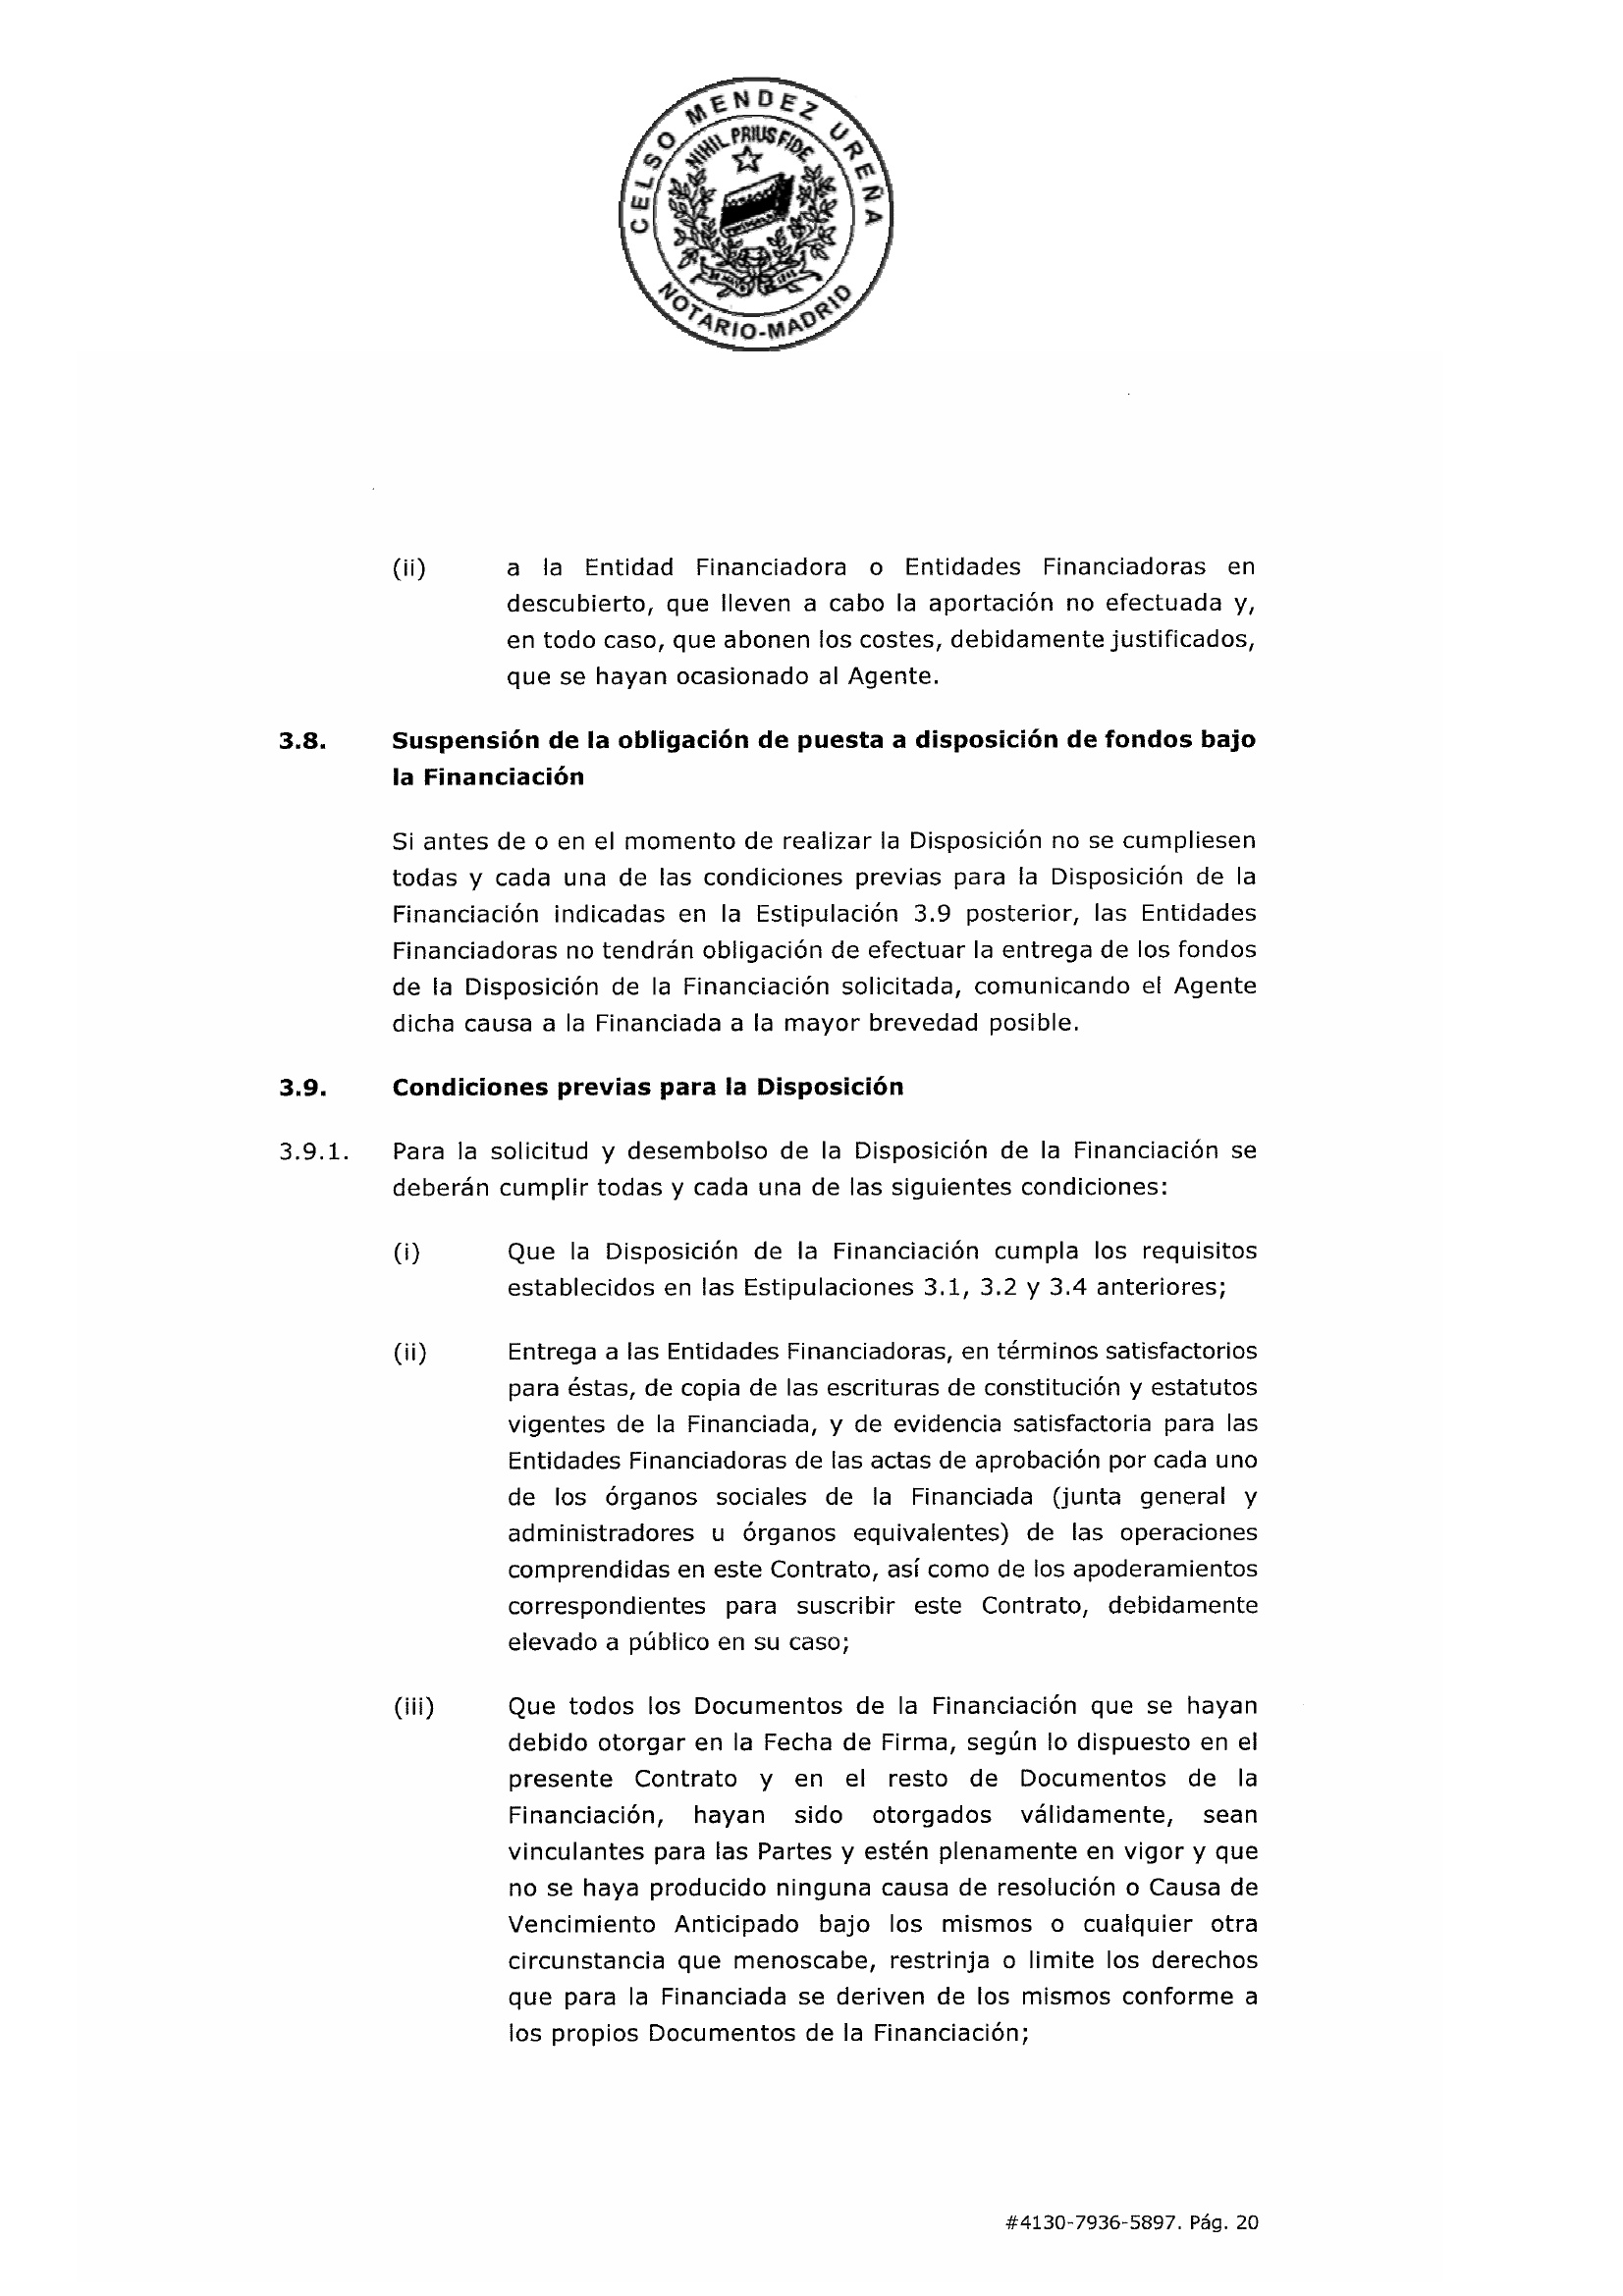 CELSO MENDEZ UREÑA
NIHIL PRIUS FIDE
NOTARIO-MADRID
(ii) a la Entidad Financiadora o Entidades Financiadoras en
descubierto, que lleven a cabo la aportación no efectuada y,
en todo caso, que abonen los costes, debidamente justificados,
que se hayan ocasionado al Agente.
3.8. Suspensión de la obligación de puesta a disposición de fondos bajo
la Financiación
Si antes de o en el momento de realizar la Disposición no se cumpliesen
todas y cada una de las condiciones previas para la Disposición de la
Financiación indicadas en la Estipulación 3.9 posterior, las Entidades
Financiadoras no tendrán obligación de efectuar la entrega de los fondos
de la Disposición de la Financiación solicitada, comunicando el Agente
dicha causa a la Financiada a la mayor brevedad posible.
3.9. Condiciones previas para la Disposición
3.9.1. Para la solicitud y desembolso de la Disposición de la Financiación se
deberán cumplir todas y cada una de las siguientes condiciones:
(i) Que la Disposición de la Financiación cumpla los requisitos
establecidos en las Estipulaciones 3.1, 3.2 y 3.4 anteriores;
(ii) Entrega a las Entidades Financiadoras, en términos satisfactorios
para éstas, de copia de las escrituras de constitución y estatutos
vigentes de la Financiada, y de evidencia satisfactoria para las
Entidades Financiadoras de las actas de aprobación por cada uno
de los órganos sociales de la Financiada (junta general y
administradores u órganos equivalentes) de las operaciones
comprendidas en este Contrato, así como de los apoderamientos
correspondientes para suscribir este Contrato, debidamente
elevado a público en su caso;
(iii) Que todos los Documentos de la Financiación que se hayan
debido otorgar en la Fecha de Firma, según lo dispuesto en el
presente Contrato y en el resto de Documentos de la
Financiación, hayan sido otorgados válidamente, sean
vinculantes para las Partes y estén plenamente en vigor y que
no se haya producido ninguna causa de resolución o Causa de
Vencimiento Anticipado bajo los mismos o cualquier otra
circunstancia que menoscabe, restrinja o limite los derechos
que para la Financiada se deriven de los mismos conforme a
los propios Documentos de la Financiación;
#4130-7936-5897. Pág. 20